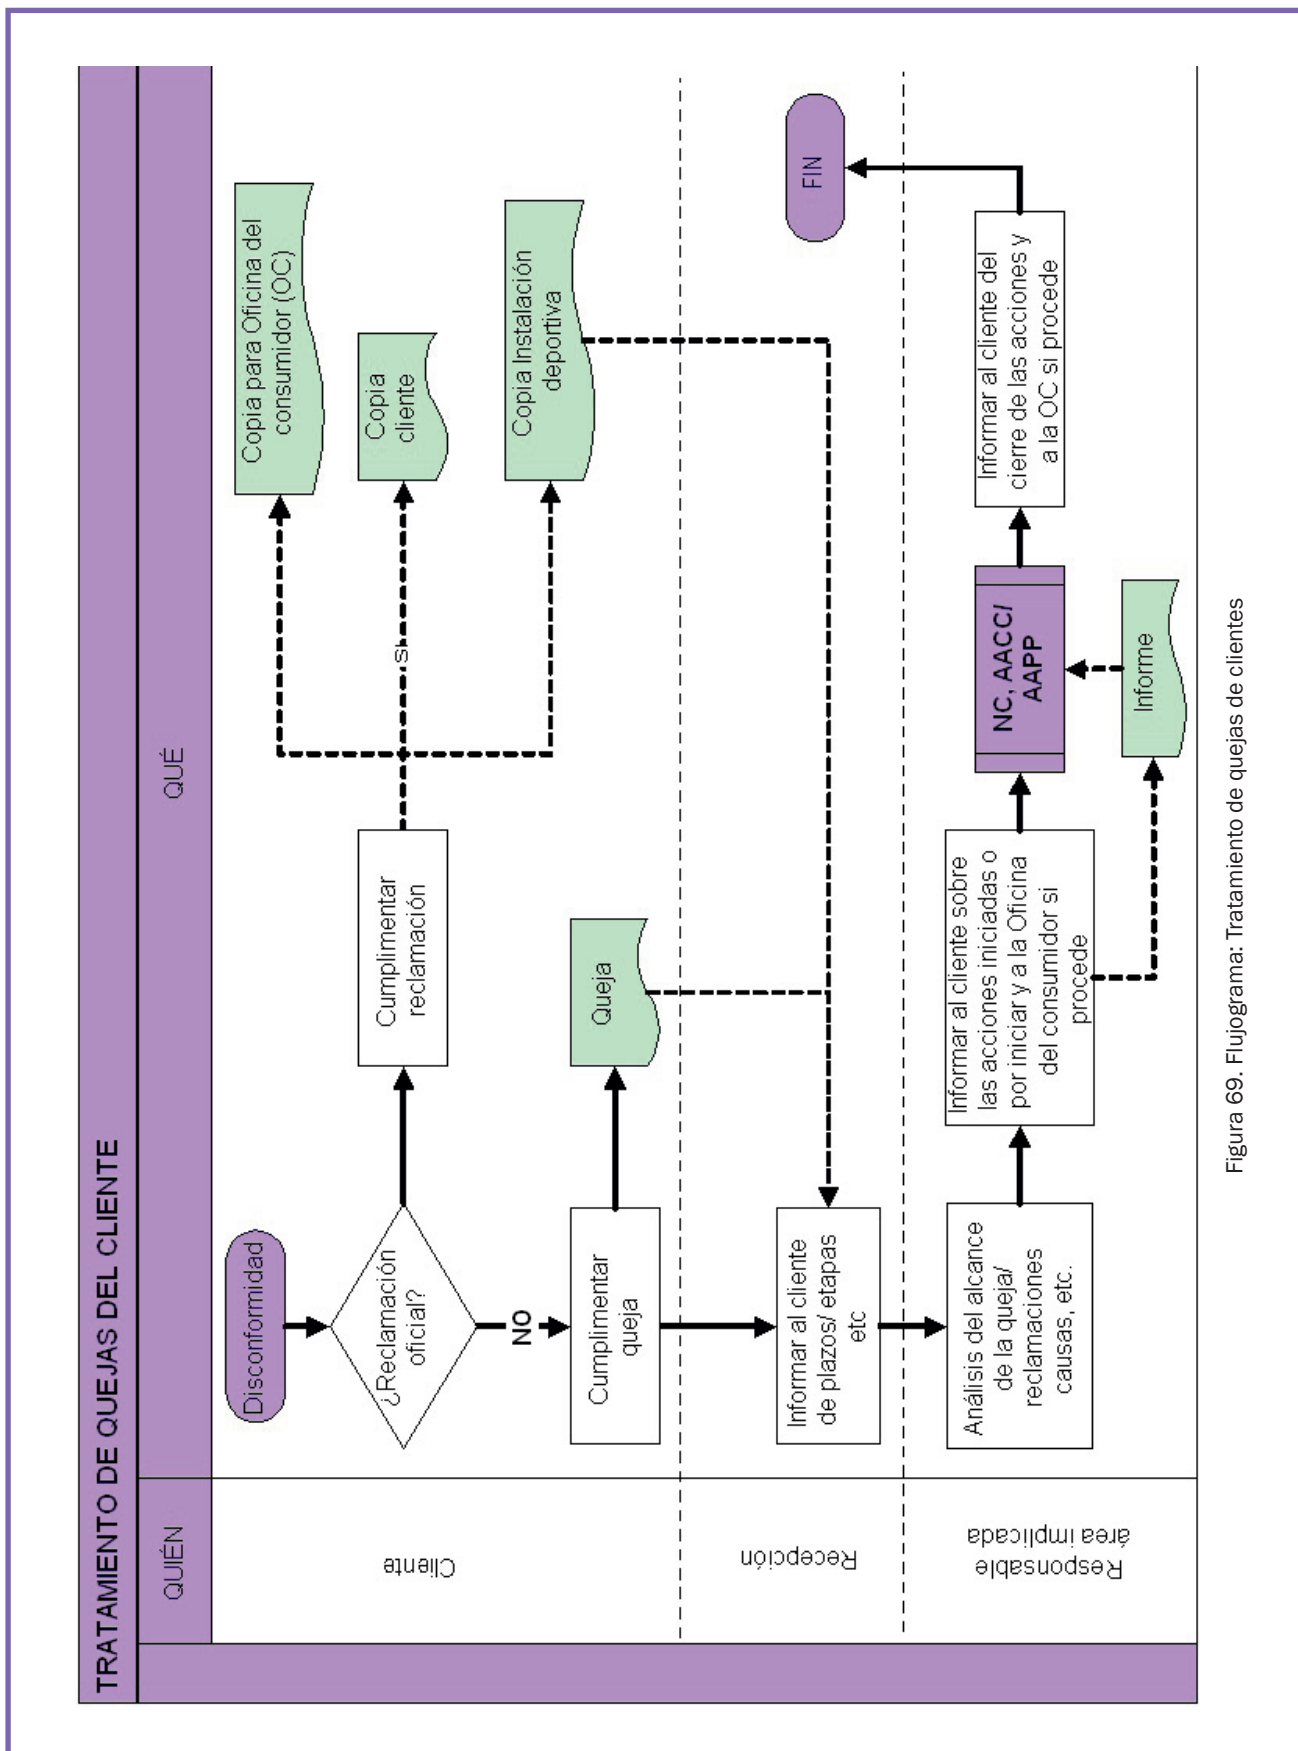 TRATAMIENTO DE QUEJAS DEL CLIENTE
QUIÉN
QUÉ
Cliente
Disconformidad
¿Reclamación
oficial?
Cumplimentar
reclamación
SI
Copia para Oficina del
consumidor (OC)
Copia
cliente
Copia Instalación
deportiva
NO
Cumplimentar
queja
Queja
Recepción
Informar al cliente
de plazos/ etapas
etc
FIN
Responsable
área implicada
Análisis del alcance
de la queja/
reclamaciones
causas, etc.
Informar al cliente sobre
las acciones iniciadas o
por iniciar y a la Oficina
del consumidor si
procede
NC, AACC/
AAPP
Informe
Informar al cliente del
cierre de las acciones y
a la OC si procede
Figura 69. Flujograma: Tratamiento de quejas de clientes